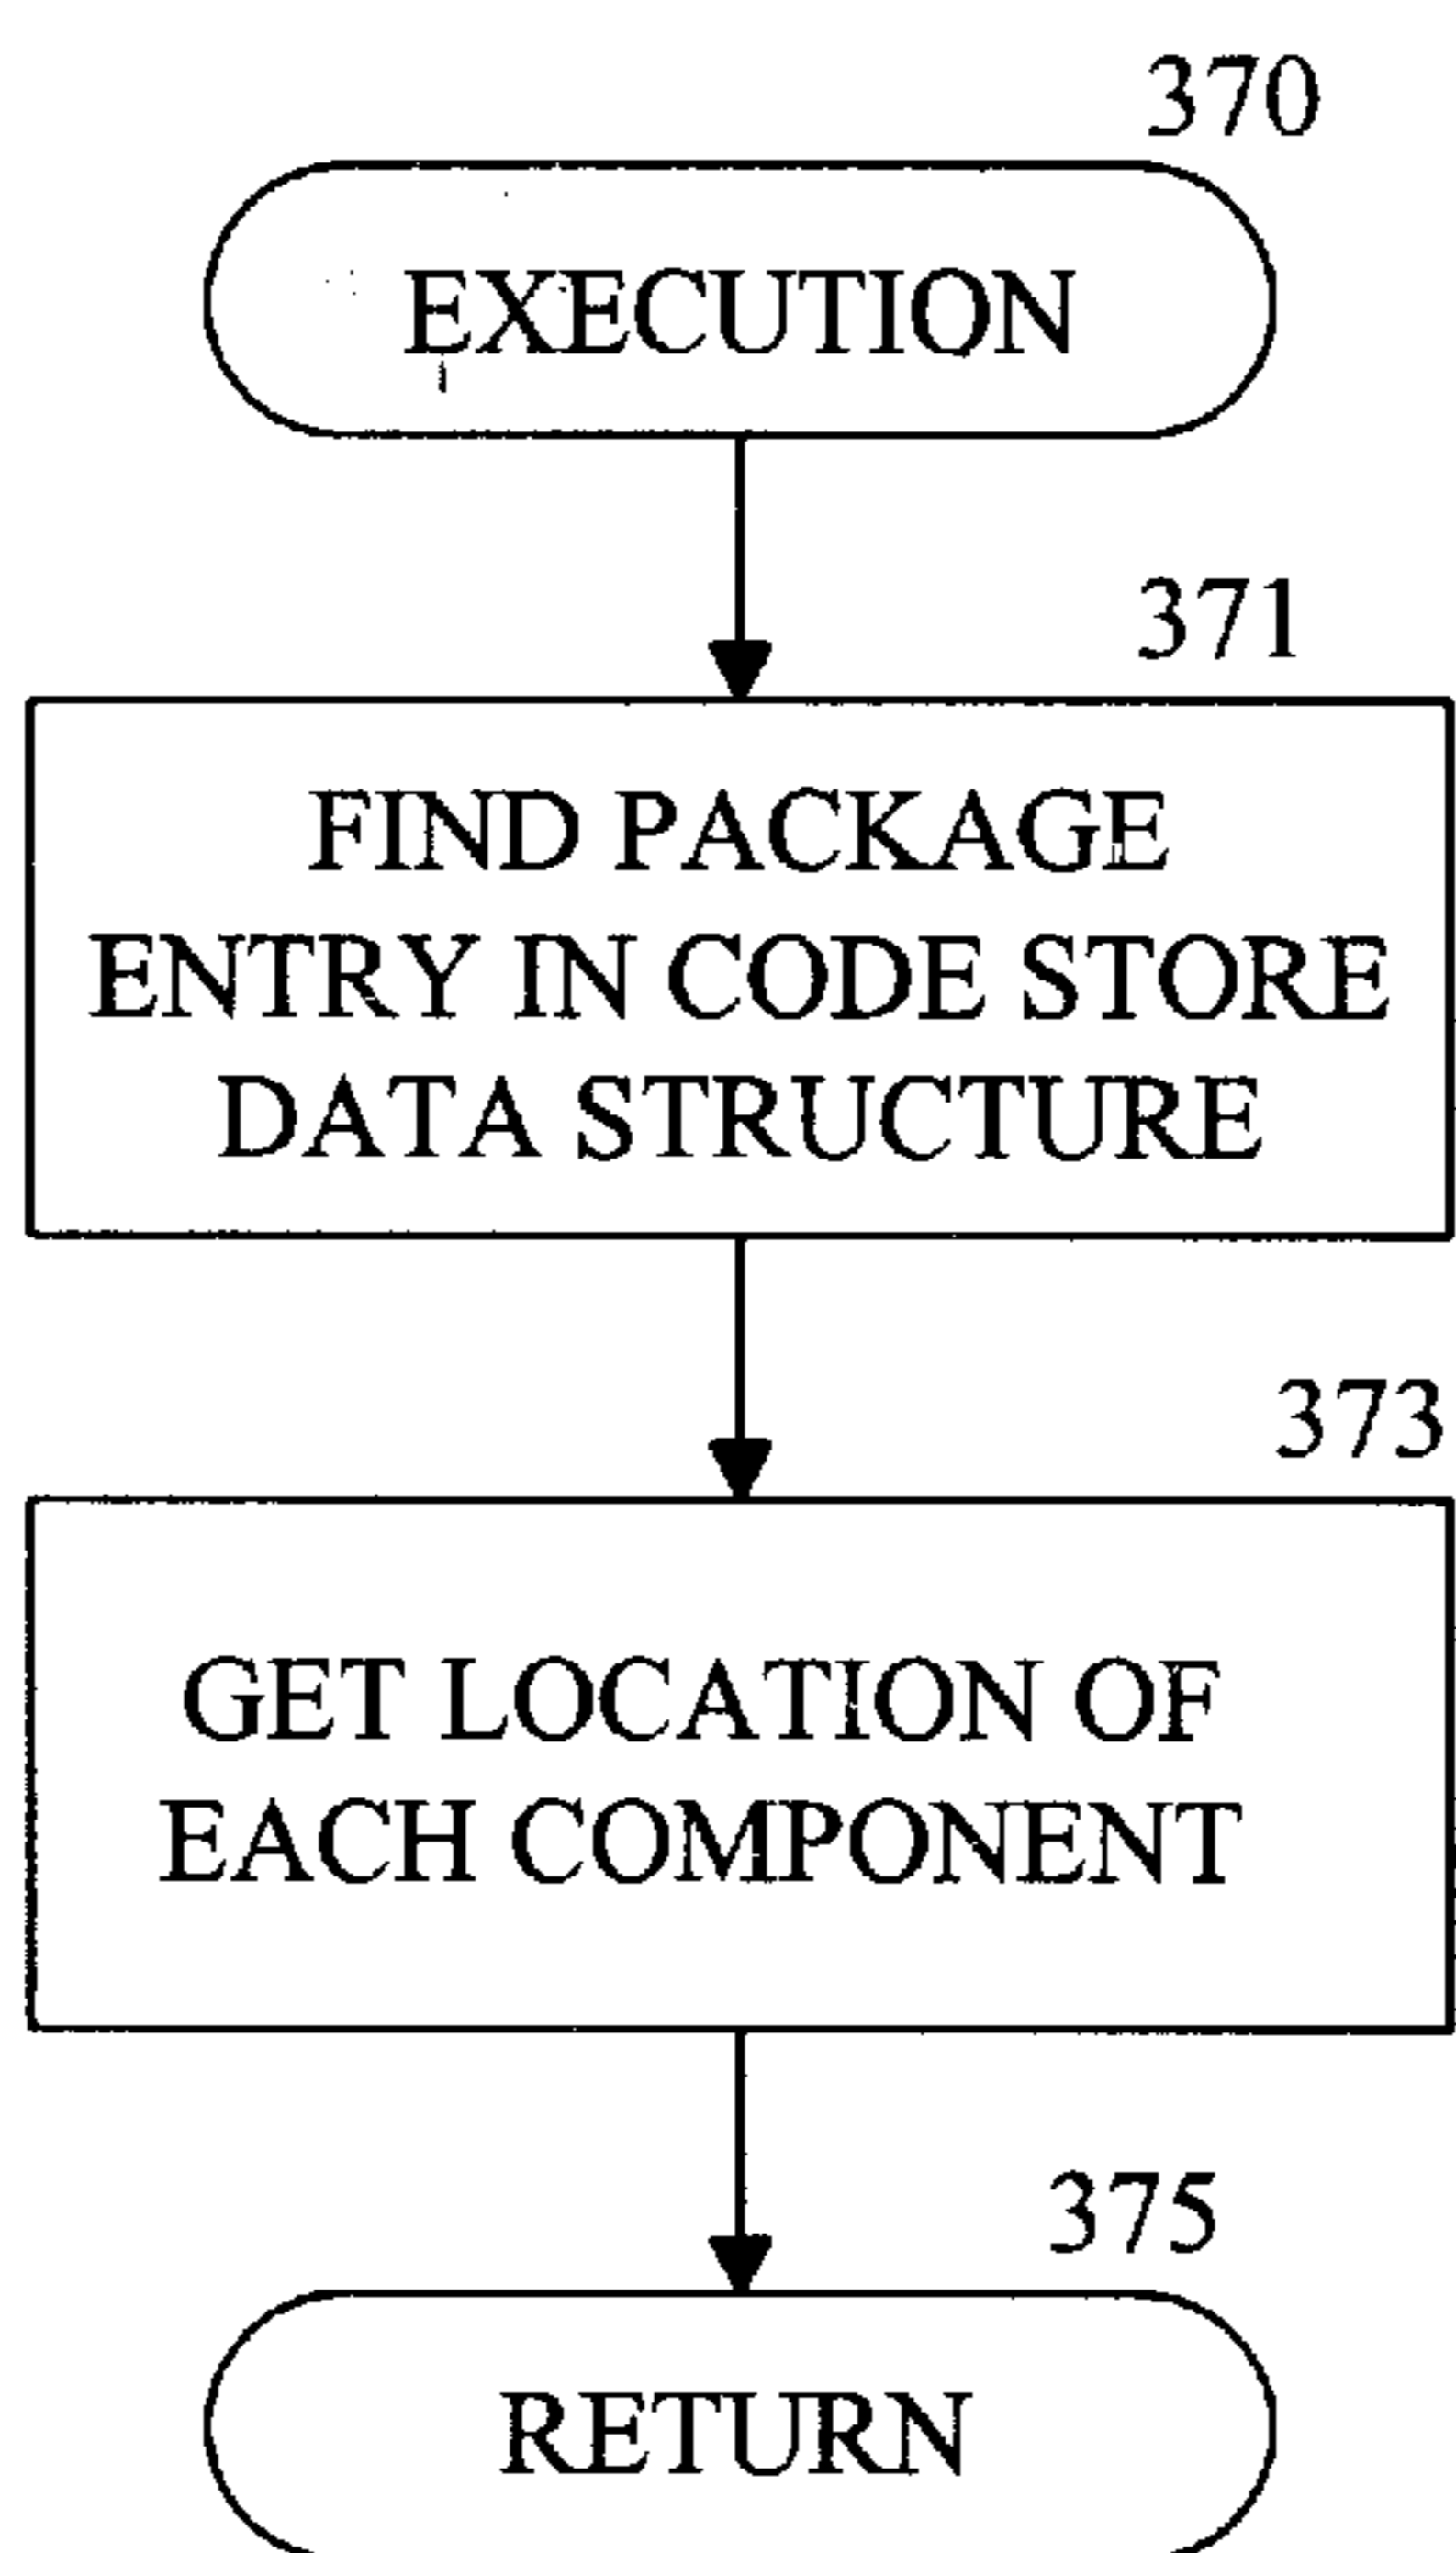 370
EXECUTION
371
FIND PACKAGE
ENTRY IN CODE STORE
DATA STRUCTURE
373
GET LOCATION OF
EACH COMPONENT
375
RETURN